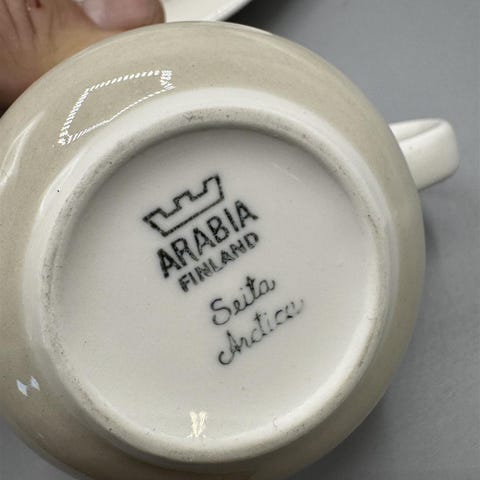 ARABIA
FINLAND
Seita
Arctica